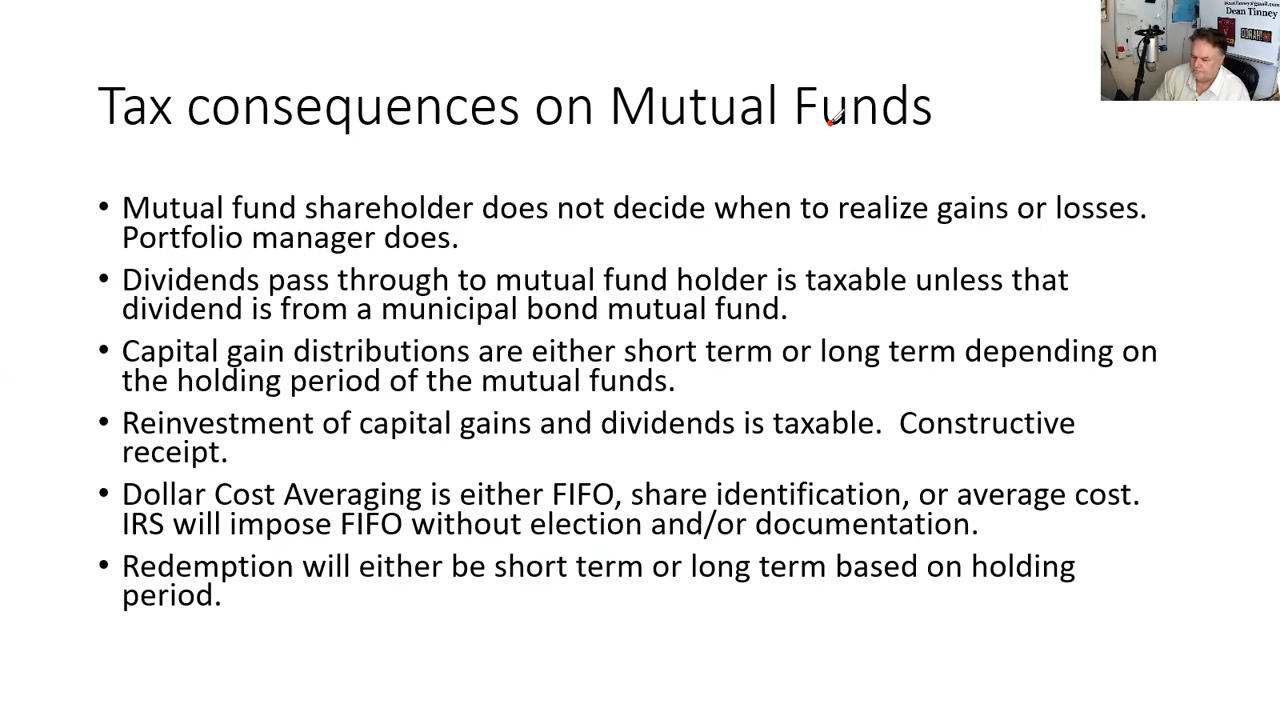 DeanTinney@gmail.com
Dean Tinney
OORAH!
Tax consequences on Mutual Funds
• Mutual fund shareholder does not decide when to realize gains or losses.
Portfolio manager does.
• Dividends pass through to mutual fund holder is taxable unless that
dividend is from a municipal bond mutual fund.
• Capital gain distributions are either short term or long term depending on
the holding period of the mutual funds.
• Reinvestment of capital gains and dividends is taxable.  Constructive
receipt.
• Dollar Cost Averaging is either FIFO, share identification, or average cost.
IRS will impose FIFO without election and/or documentation.
• Redemption will either be short term or long term based on holding
period.